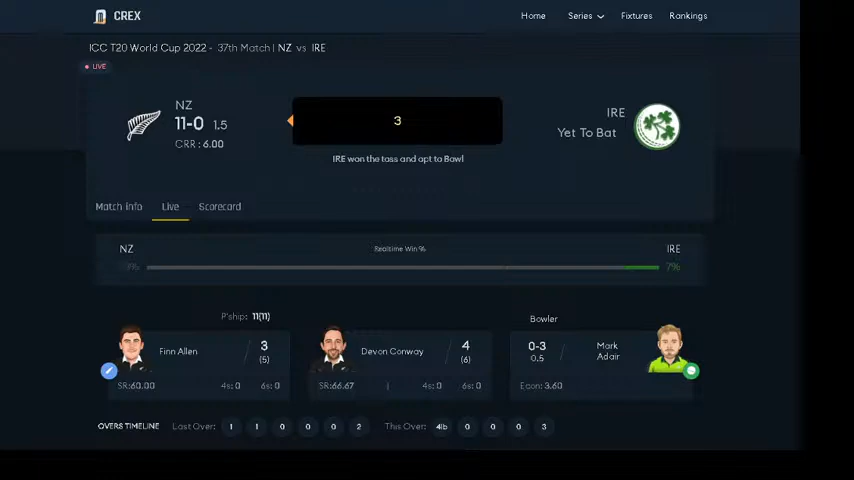 CREX Home Series Fixtures Rankings
ICC T20 World Cup 2022 - 37th Match | NZ vs IRE
LIVE
NZ
11-0 1.5
CRR : 6.00
3
IRE won the toss and opt to Bowl
IRE
Yet To Bat
Match info Live Scorecard
NZ Realtime Win % IRE
7%
P'ship: 11(11)
Bowler
Finn Allen 3 (5)
SR:60.00 4s: 0 6s: 0
Devon Conway 4 (6)
SR:66.67 4s: 0 6s: 0
0-3 0.5 Mark Adair
Econ: 3.60
OVERS TIMELINE Last Over: 1 1 0 0 0 2 This Over: 4lb 0 0 0 3